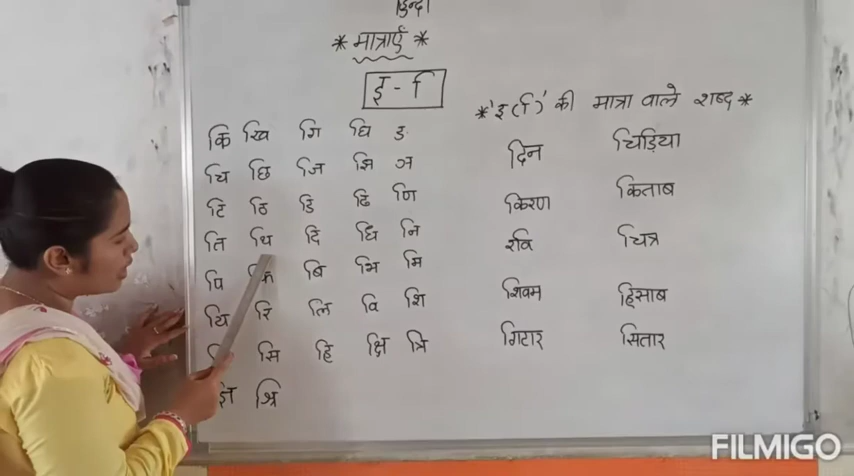 हिन्दी
* मात्राएँ *
इ - ि
कि खि गि घि ङ
चि छि जि झि ञ
टि ठि डि ढि णि
ति थि दि धि नि
पि फि बि भि मि
यि रि लि वि शि
सि हि क्षि त्रि
ज्ञि श्रि
* 'इ (ि)' की मात्रा वाले शब्द *
दिन चिड़िया
किरण किताब
रवि चित्र
शिवम हिसाब
गिटार सितार
FILMIGO